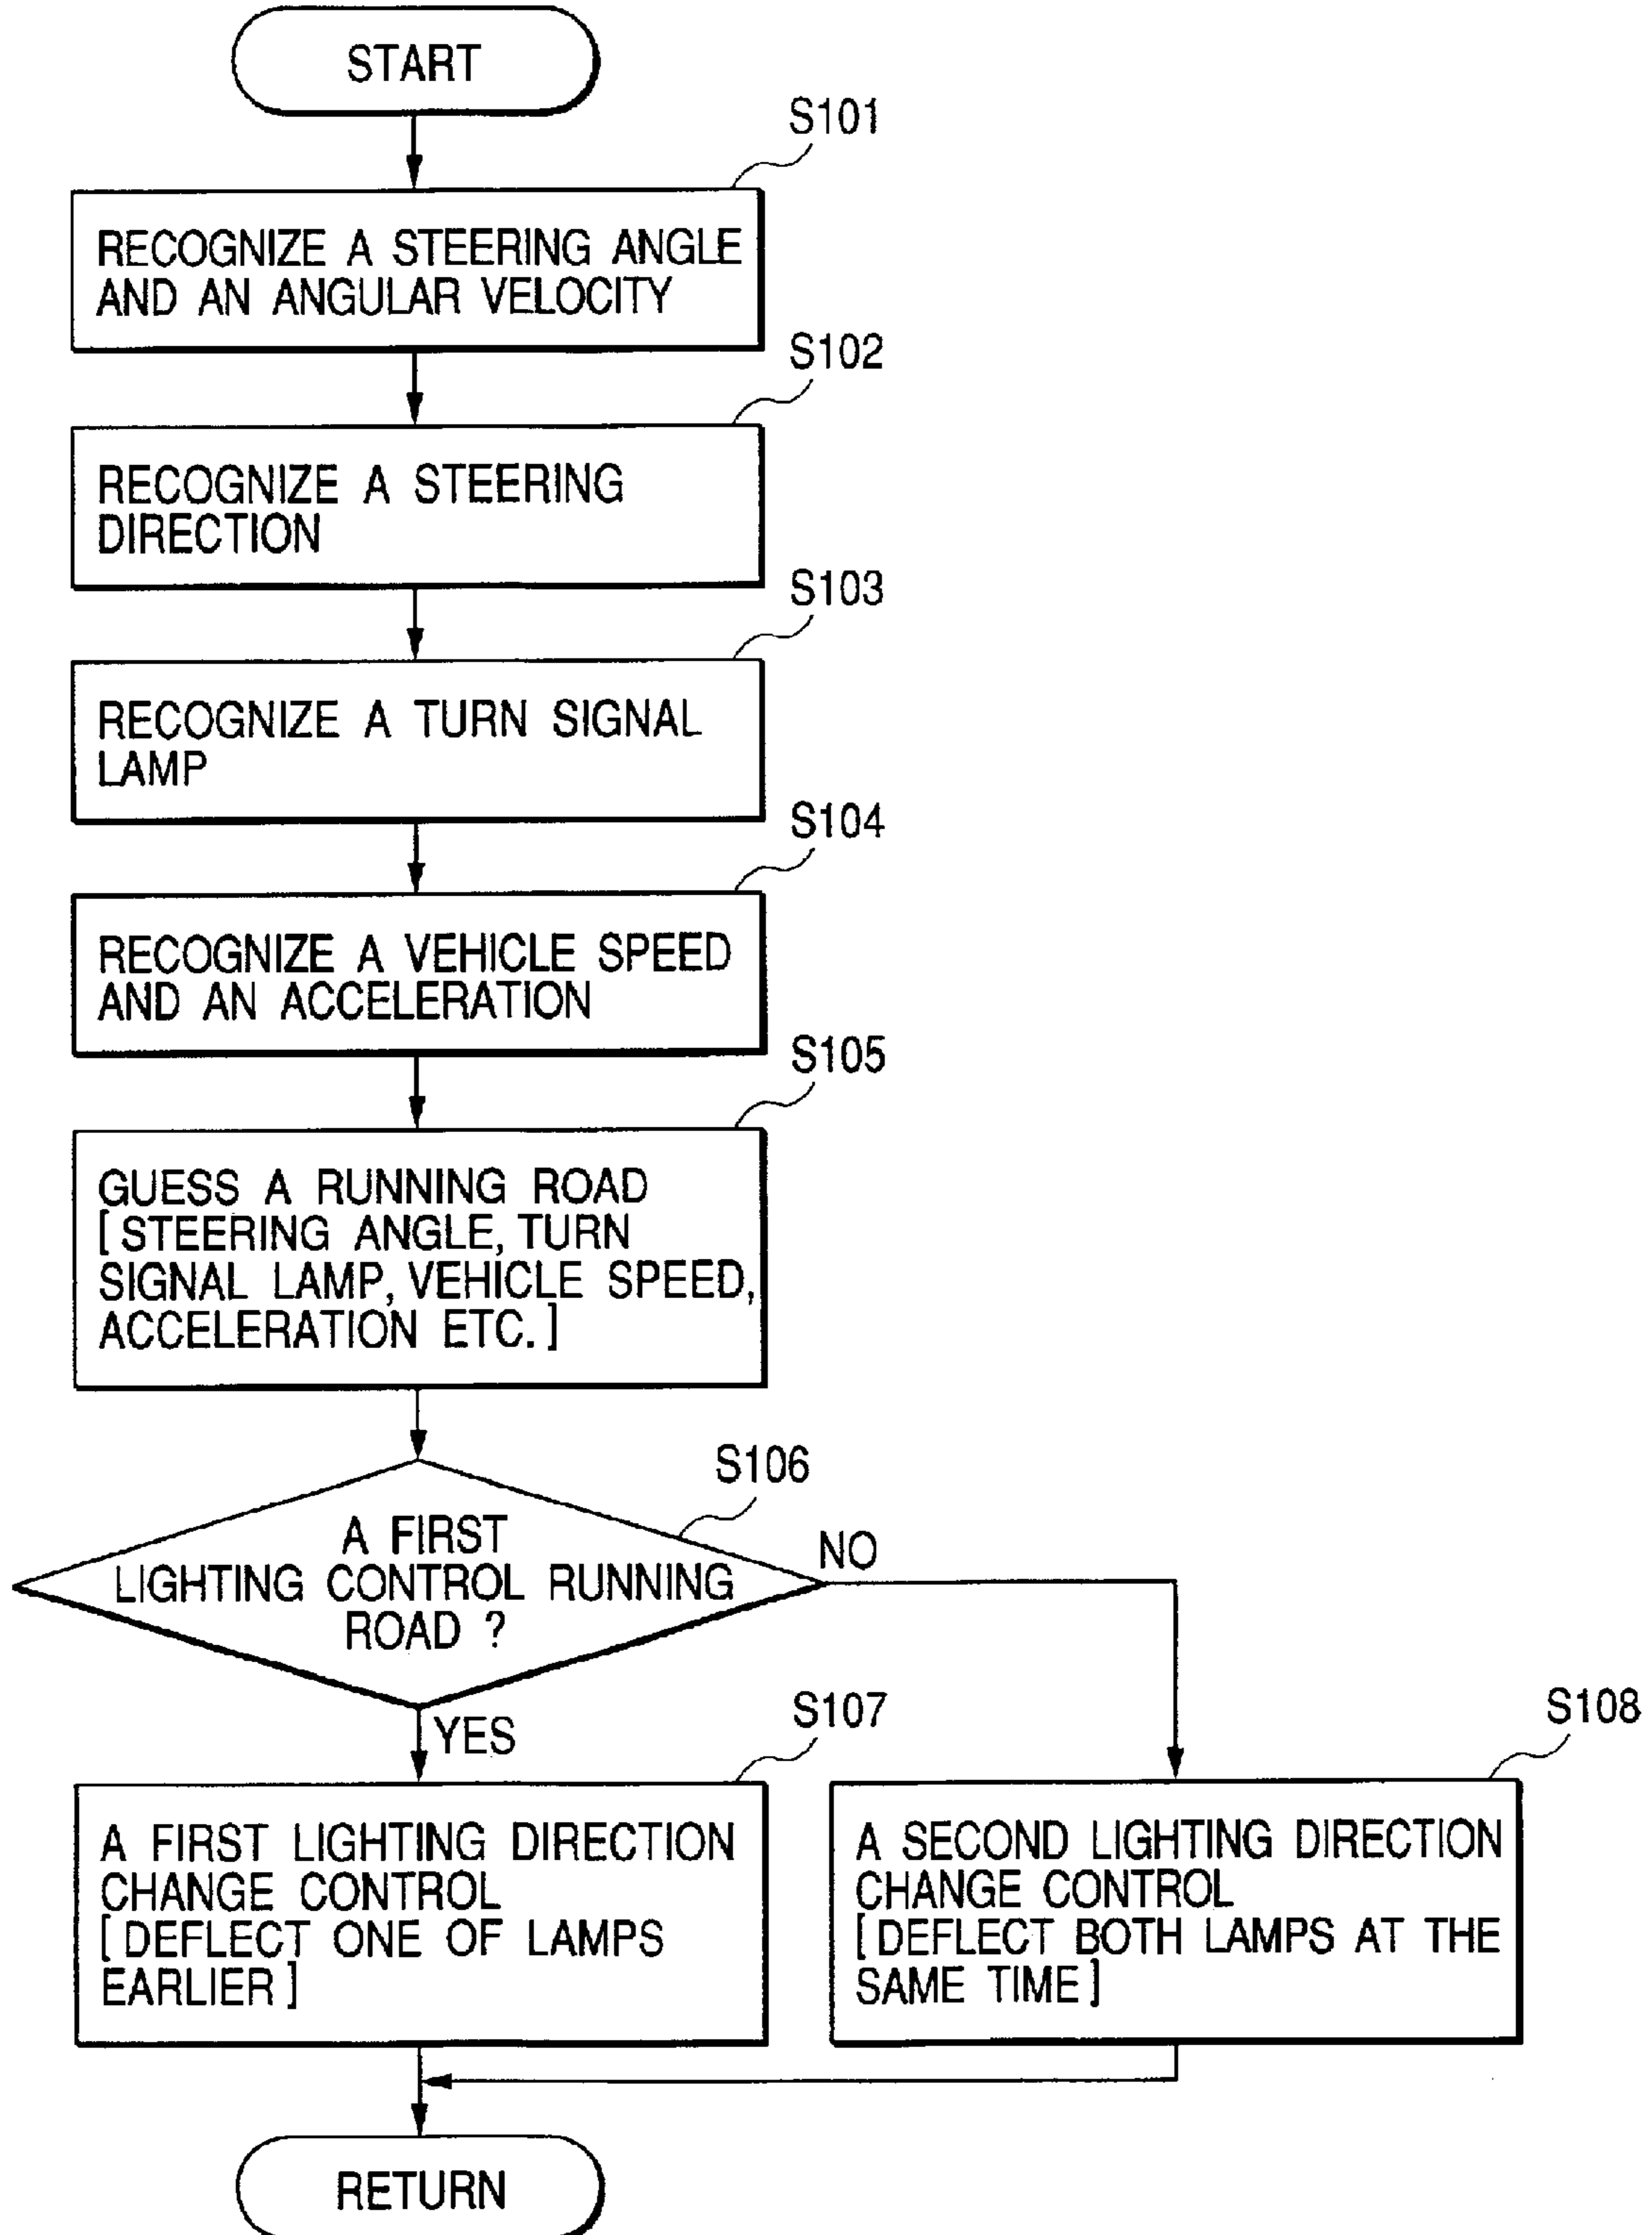 START
S101
RECOGNIZE A STEERING ANGLE
AND AN ANGULAR VELOCITY
S102
RECOGNIZE A STEERING
DIRECTION
S103
RECOGNIZE A TURN SIGNAL
LAMP
S104
RECOGNIZE A VEHICLE SPEED
AND AN ACCELERATION
S105
GUESS A RUNNING ROAD
[STEERING ANGLE, TURN
SIGNAL LAMP, VEHICLE SPEED,
ACCELERATION ETC.]
S106
A FIRST
LIGHTING CONTROL RUNNING
ROAD ?
NO
YES
S107
A FIRST LIGHTING DIRECTION
CHANGE CONTROL
[DEFLECT ONE OF LAMPS
EARLIER]
S108
A SECOND LIGHTING DIRECTION
CHANGE CONTROL
[DEFLECT BOTH LAMPS AT THE
SAME TIME]
RETURN